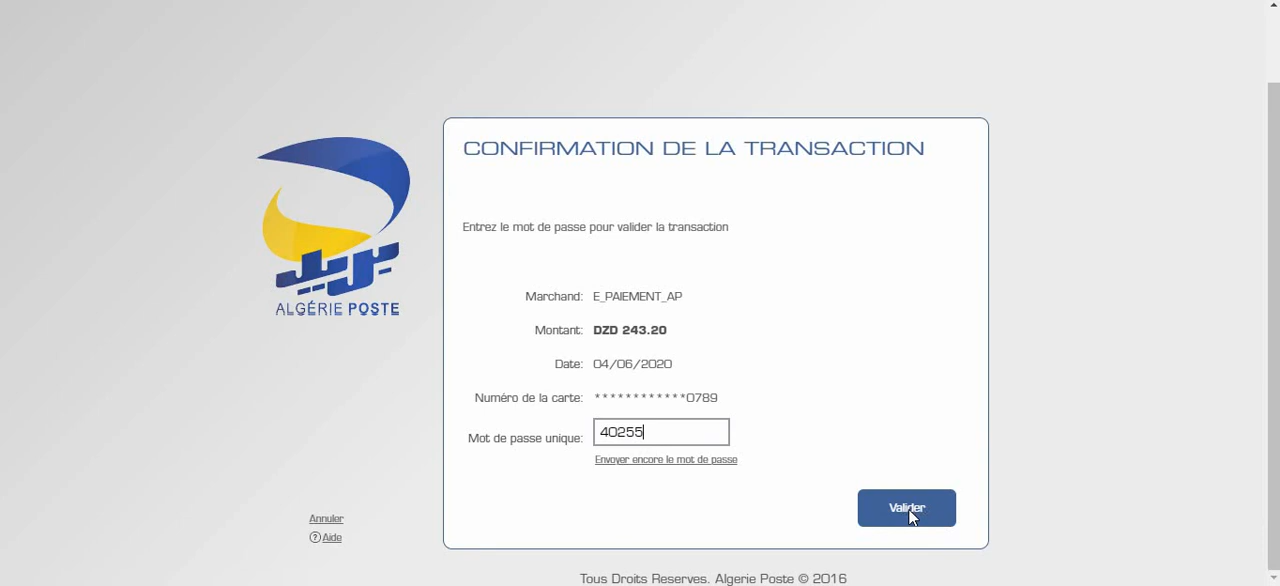 CONFIRMATION DE LA TRANSACTION
Entrez le mot de passe pour valider la transaction
ALGÉRIE POSTE
Marchand: E_PAIEMENT_AP
Montant: DZD 243.20
Date: 04/06/2020
Numéro de la carte: ************0789
Mot de passe unique: 40255
Envoyer encore le mot de passe
Valider
Annuler
? Aide
Tous Droits Reserves. Algerie Poste © 2016